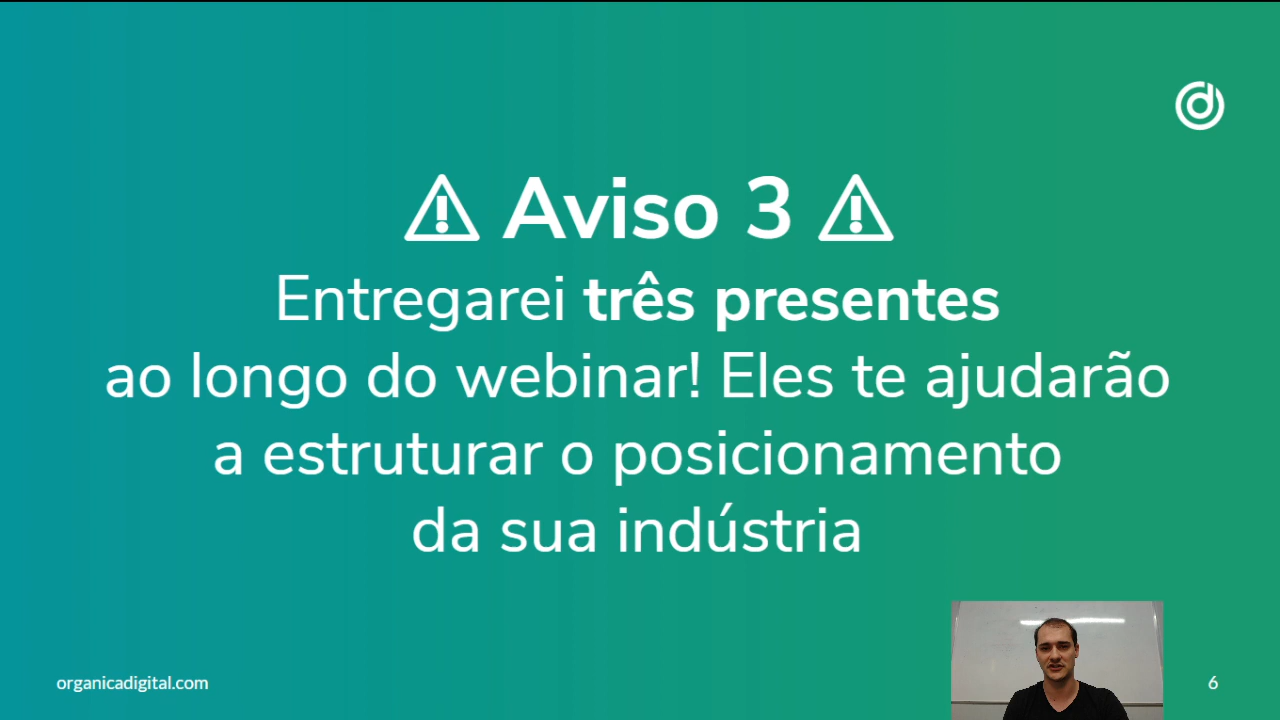 ⚠ Aviso 3 ⚠
Entregarei três presentes
ao longo do webinar! Eles te ajudarão
a estruturar o posicionamento
da sua indústria
organicadigital.com
6